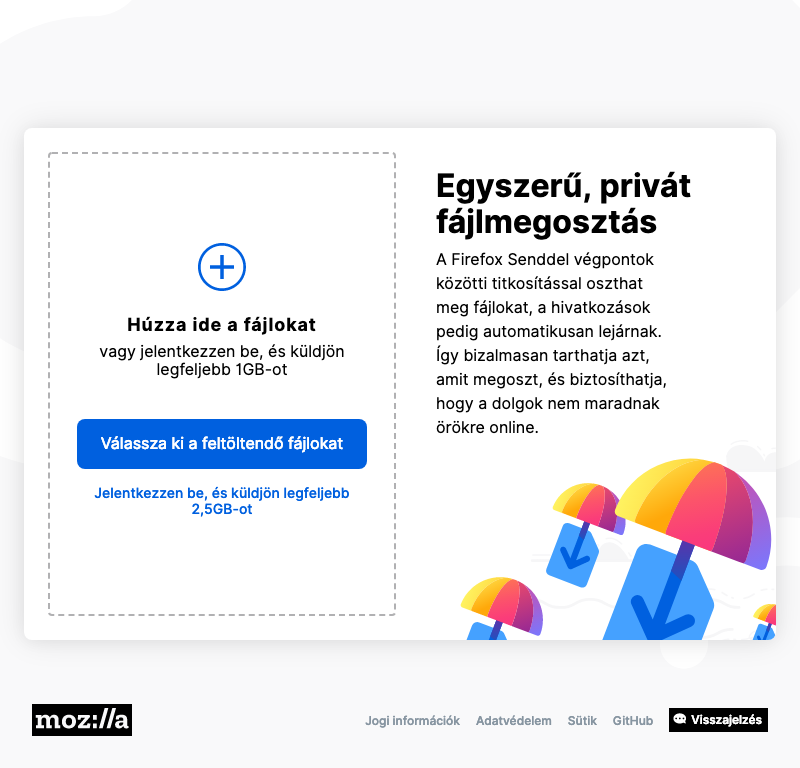 Húzza ide a fájlokat
vagy jelentkezzen be, és küldjön
legfeljebb 1GB-ot
Válassza ki a feltöltendő fájlokat
Jelentkezzen be, és küldjön legfeljebb
2,5GB-ot
Egyszerű, privát
fájlmegosztás
A Firefox Senddel végpontok
közötti titkosítással oszthat
meg fájlokat, a hivatkozások
pedig automatikusan lejárnak.
Így bizalmasan tarthatja azt,
amit megoszt, és biztosíthatja,
hogy a dolgok nem maradnak
örökre online.
moz://a
Jogi információk Adatvédelem Sütik GitHub Visszajelzés